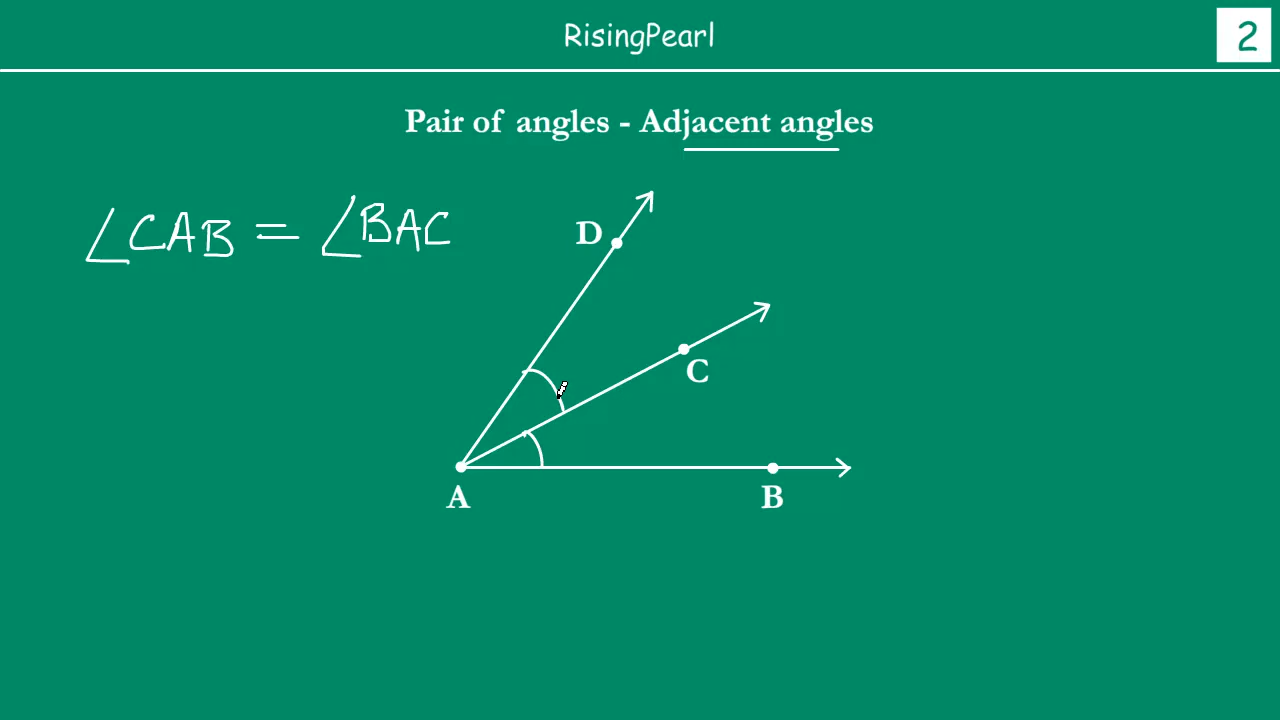 RisingPearl
2
Pair of angles - Adjacent angles
∠CAB = ∠BAC
D
C
A
B